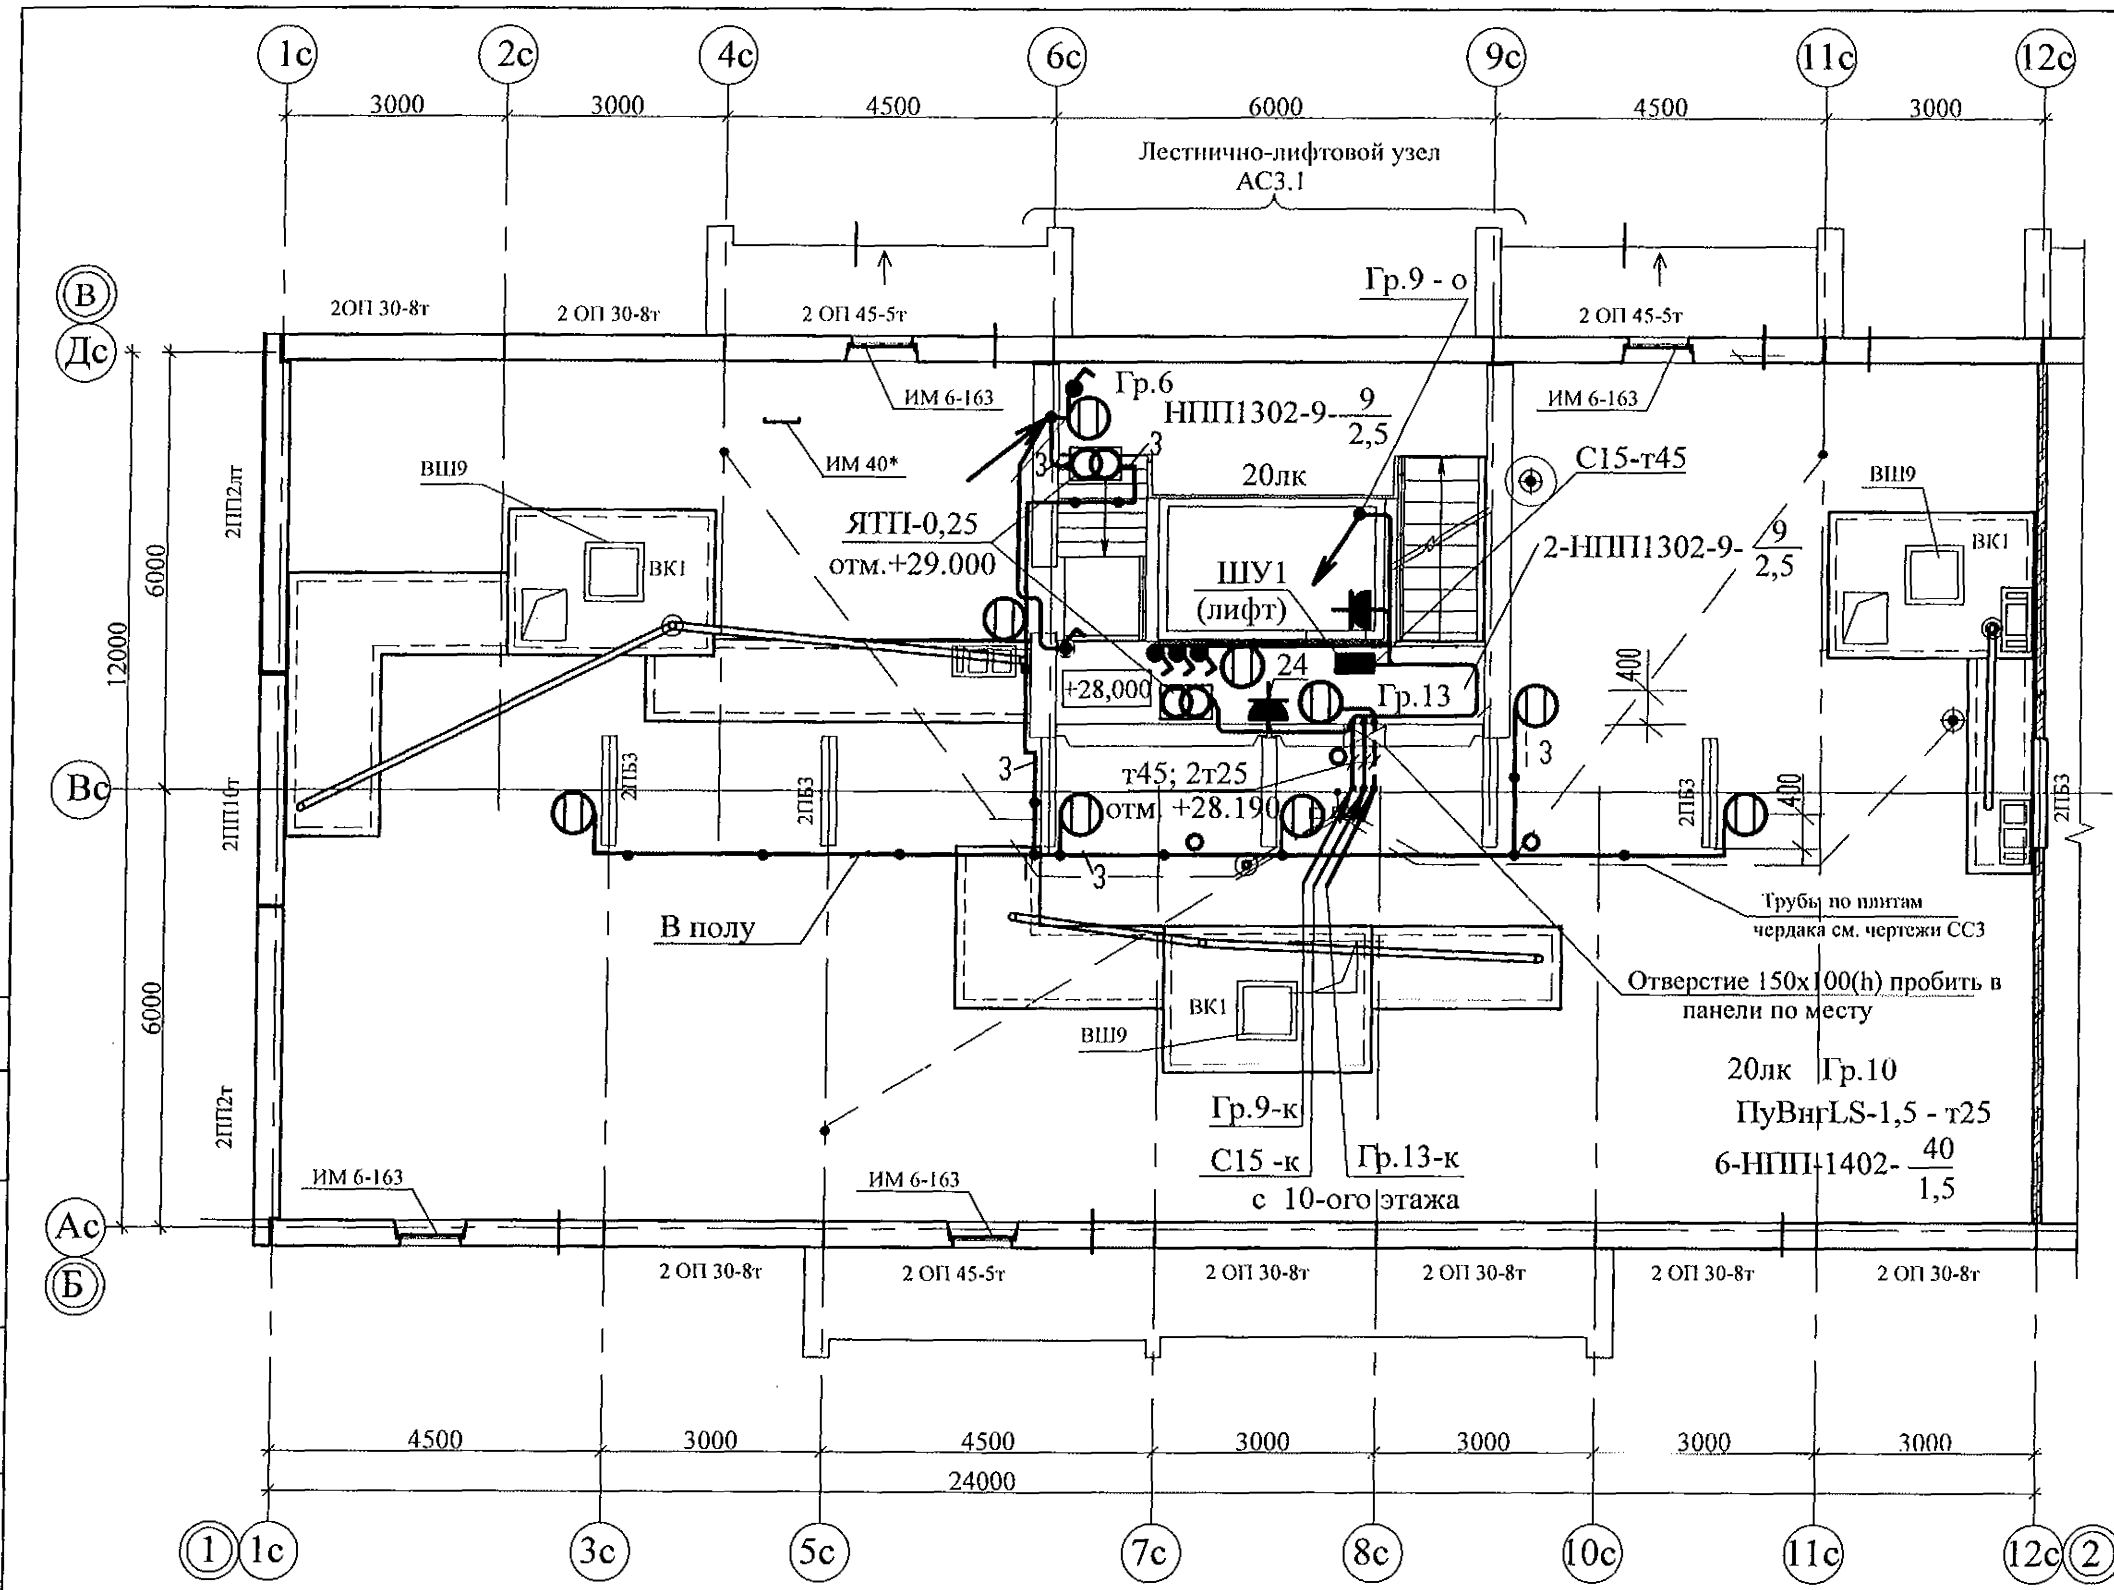 1с 2с 4с 6с 9с 11с 12с
3000 3000 4500 6000 4500 3000
Лестнично-лифтовой узел
АС3.1
В
Дс
2ОП 30-8т
2 ОП 30-8т
2 ОП 45-5т
Гр.9 - о
2 ОП 45-5т
ИМ 6-163
Гр.6
НПП1302-9- 9
2,5
ИМ 6-163
3
3
ИМ 40*
ВШ9
2ПП2лт
20лк
С15-т45
ВШ9
ЯТП-0,25
отм.+29.000
2-НПП1302-9- 9
2,5
ВК1
ШУ1
(лифт)
ВК1
6000
12000
24
+28,000
Гр.13
400
Вс
2ПП10т
2ПБ3
2ПБ3
3
т45; 2т25
отм. +28.190
3
2ПБ3
400
2ПБ3
3
В полу
Трубы по плитам
чердака см. чертежи СС3
Отверстие 150х100(h) пробить в
панели по месту
6000
ВК1
ВШ9
20лк Гр.10
ПуВнгLS-1,5 - т25
6-НПП-1402- 40
1,5
2ПП2т
Гр.9-к
С15 -к
Гр.13-к
с 10-ого этажа
ИМ 6-163
ИМ 6-163
Ас
Б
2 ОП 30-8т
2 ОП 45-5т
2 ОП 30-8т
2 ОП 30-8т
2 ОП 30-8т
2 ОП 30-8т
4500 3000 4500 3000 3000 3000 3000
24000
1 1с 3с 5с 7с 8с 10с 11с 12с 2